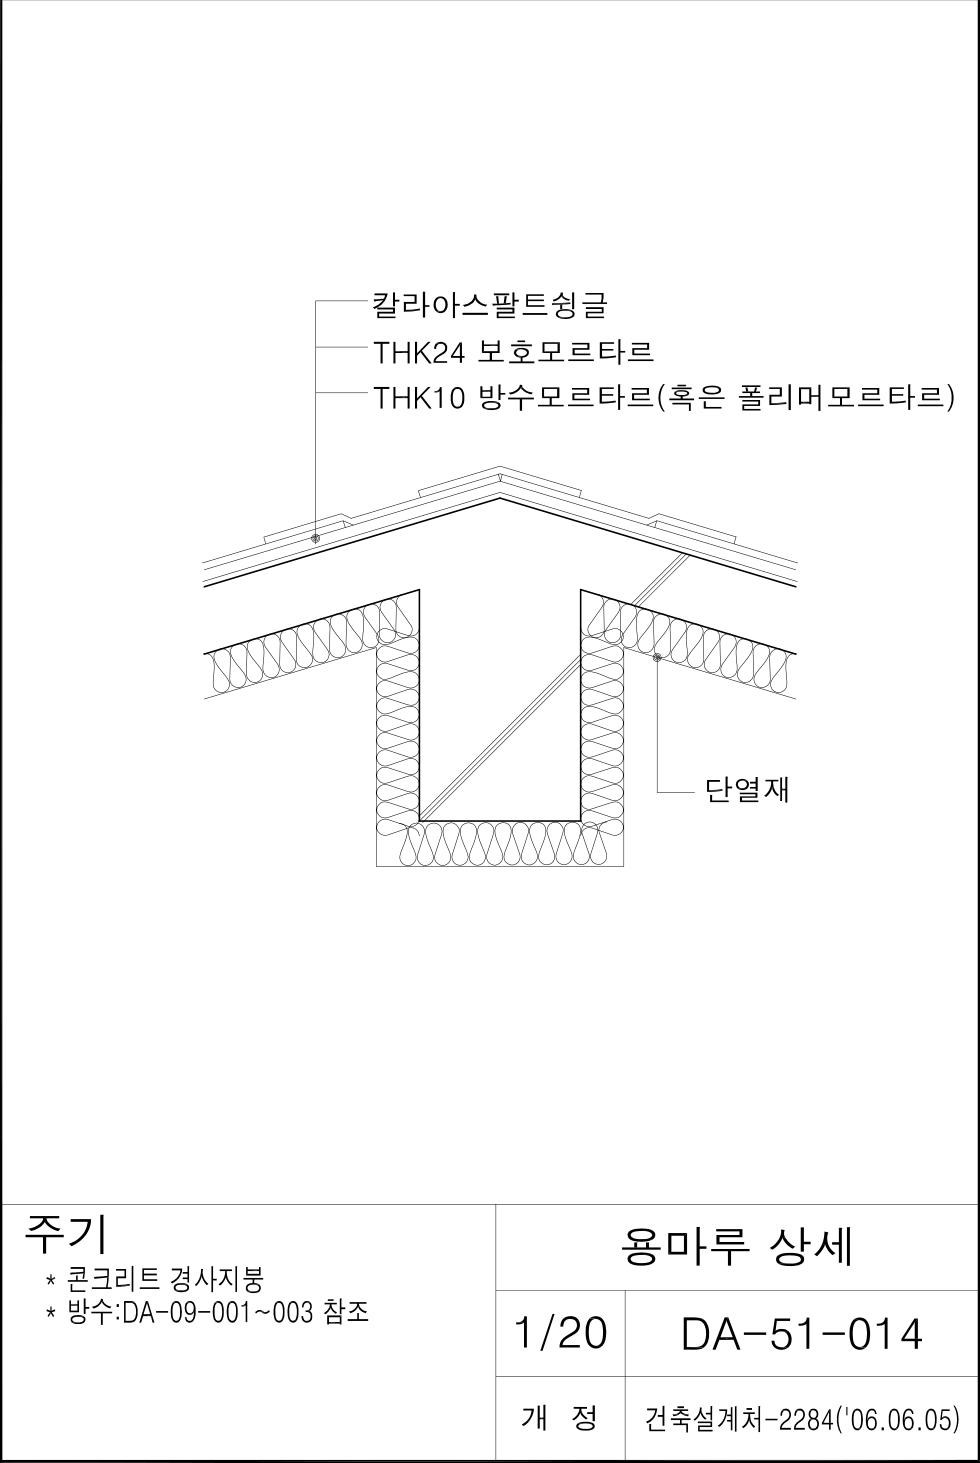 칼라아스팔트슁글
THK24 보호모르타르
THK10 방수모르타르(혹은 폴리머모르타르)
단열재
주기
* 콘크리트 경사지붕
* 방수:DA-09-001~003 참조
용마루 상세
1/20
DA-51-014
개 정
건축설계처-2284('06.06.05)